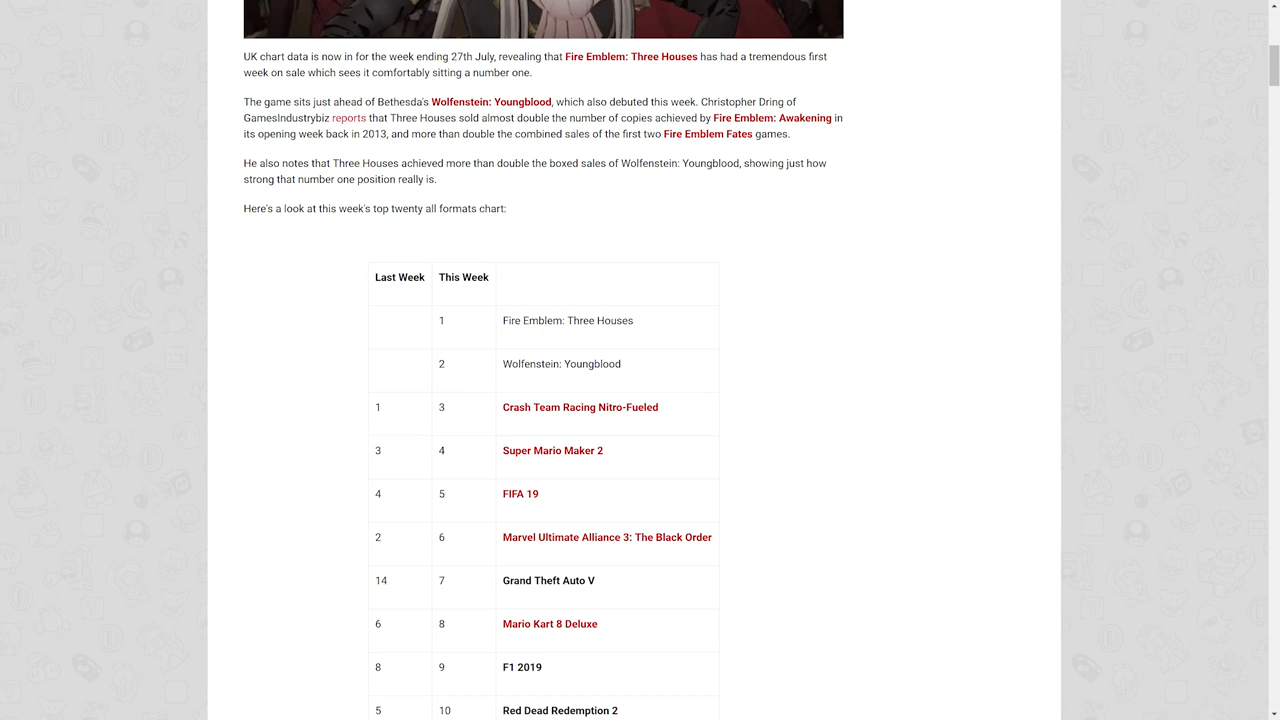 UK chart data is now in for the week ending 27th July, revealing that Fire Emblem: Three Houses has had a tremendous first
week on sale which sees it comfortably sitting a number one.
The game sits just ahead of Bethesda's Wolfenstein: Youngblood, which also debuted this week. Christopher Dring of
GamesIndustrybiz reports that Three Houses sold almost double the number of copies achieved by Fire Emblem: Awakening in
its opening week back in 2013, and more than double the combined sales of the first two Fire Emblem Fates games.
He also notes that Three Houses achieved more than double the boxed sales of Wolfenstein: Youngblood, showing just how
strong that number one position really is.
Here's a look at this week's top twenty all formats chart:
Last Week This Week
1 Fire Emblem: Three Houses
2 Wolfenstein: Youngblood
1 3 Crash Team Racing Nitro-Fueled
3 4 Super Mario Maker 2
4 5 FIFA 19
2 6 Marvel Ultimate Alliance 3: The Black Order
14 7 Grand Theft Auto V
6 8 Mario Kart 8 Deluxe
8 9 F1 2019
5 10 Red Dead Redemption 2